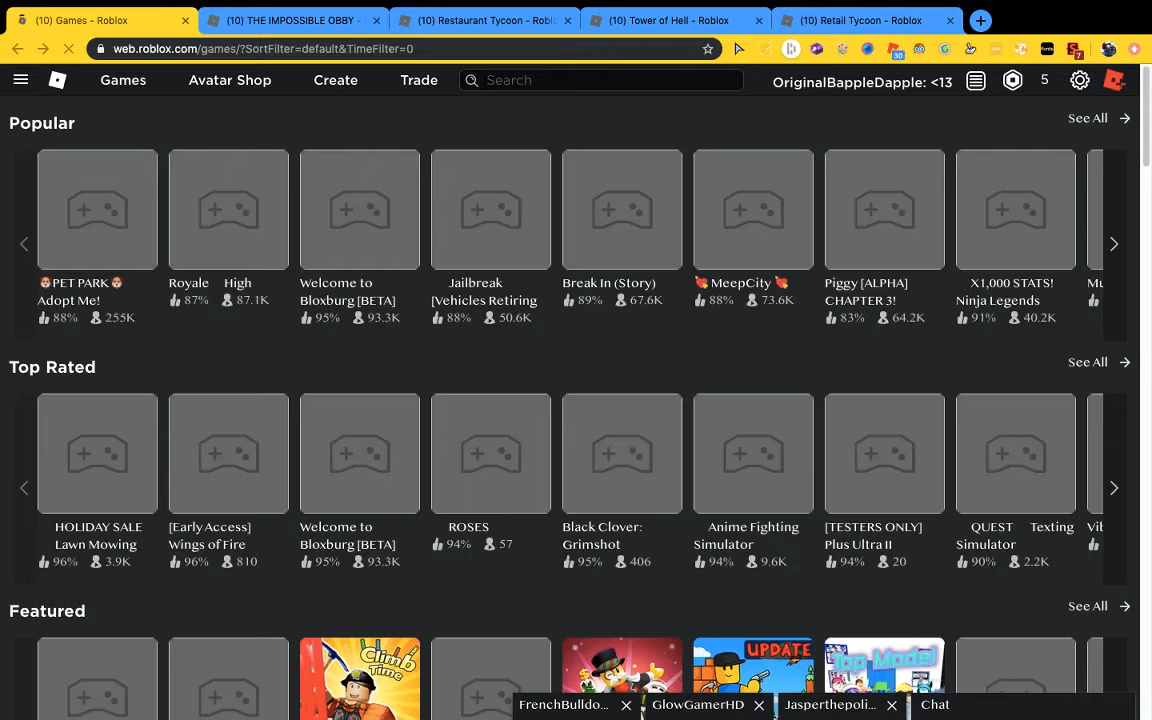 (10) Games - Roblox
(10) THE IMPOSSIBLE OBBY -
(10) Restaurant Tycoon - Robl
(10) Tower of Hell - Roblox
(10) Retail Tycoon - Roblox
web.roblox.com/games/?SortFilter=default&TimeFilter=0
30
7
Games
Avatar Shop
Create
Trade
Search
OriginalBappleDapple: <13
5
Popular
See All
PET PARK
Adopt Me!
88% 255K
Royale High
87% 87.1K
Welcome to
Bloxburg [BETA]
95% 93.3K
Jailbreak
[Vehicles Retiring
88% 50.6K
Break In (Story)
89% 67.6K
MeepCity
88% 73.6K
Piggy [ALPHA]
CHAPTER 3!
83% 64.2K
X1,000 STATS!
Ninja Legends
91% 40.2K
Mu
Top Rated
See All
HOLIDAY SALE
Lawn Mowing
96% 3.9K
[Early Access]
Wings of Fire
96% 810
Welcome to
Bloxburg [BETA]
95% 93.3K
ROSES
94% 57
Black Clover:
Grimshot
95% 406
Anime Fighting
Simulator
94% 9.6K
[TESTERS ONLY]
Plus Ultra II
94% 20
QUEST Texting
Simulator
90% 2.2K
Vib
Featured
See All
Climb
Time
UPDATE
Top Model
FrenchBulldo...
GlowGamerHD
Jasperthepoli...
Chat